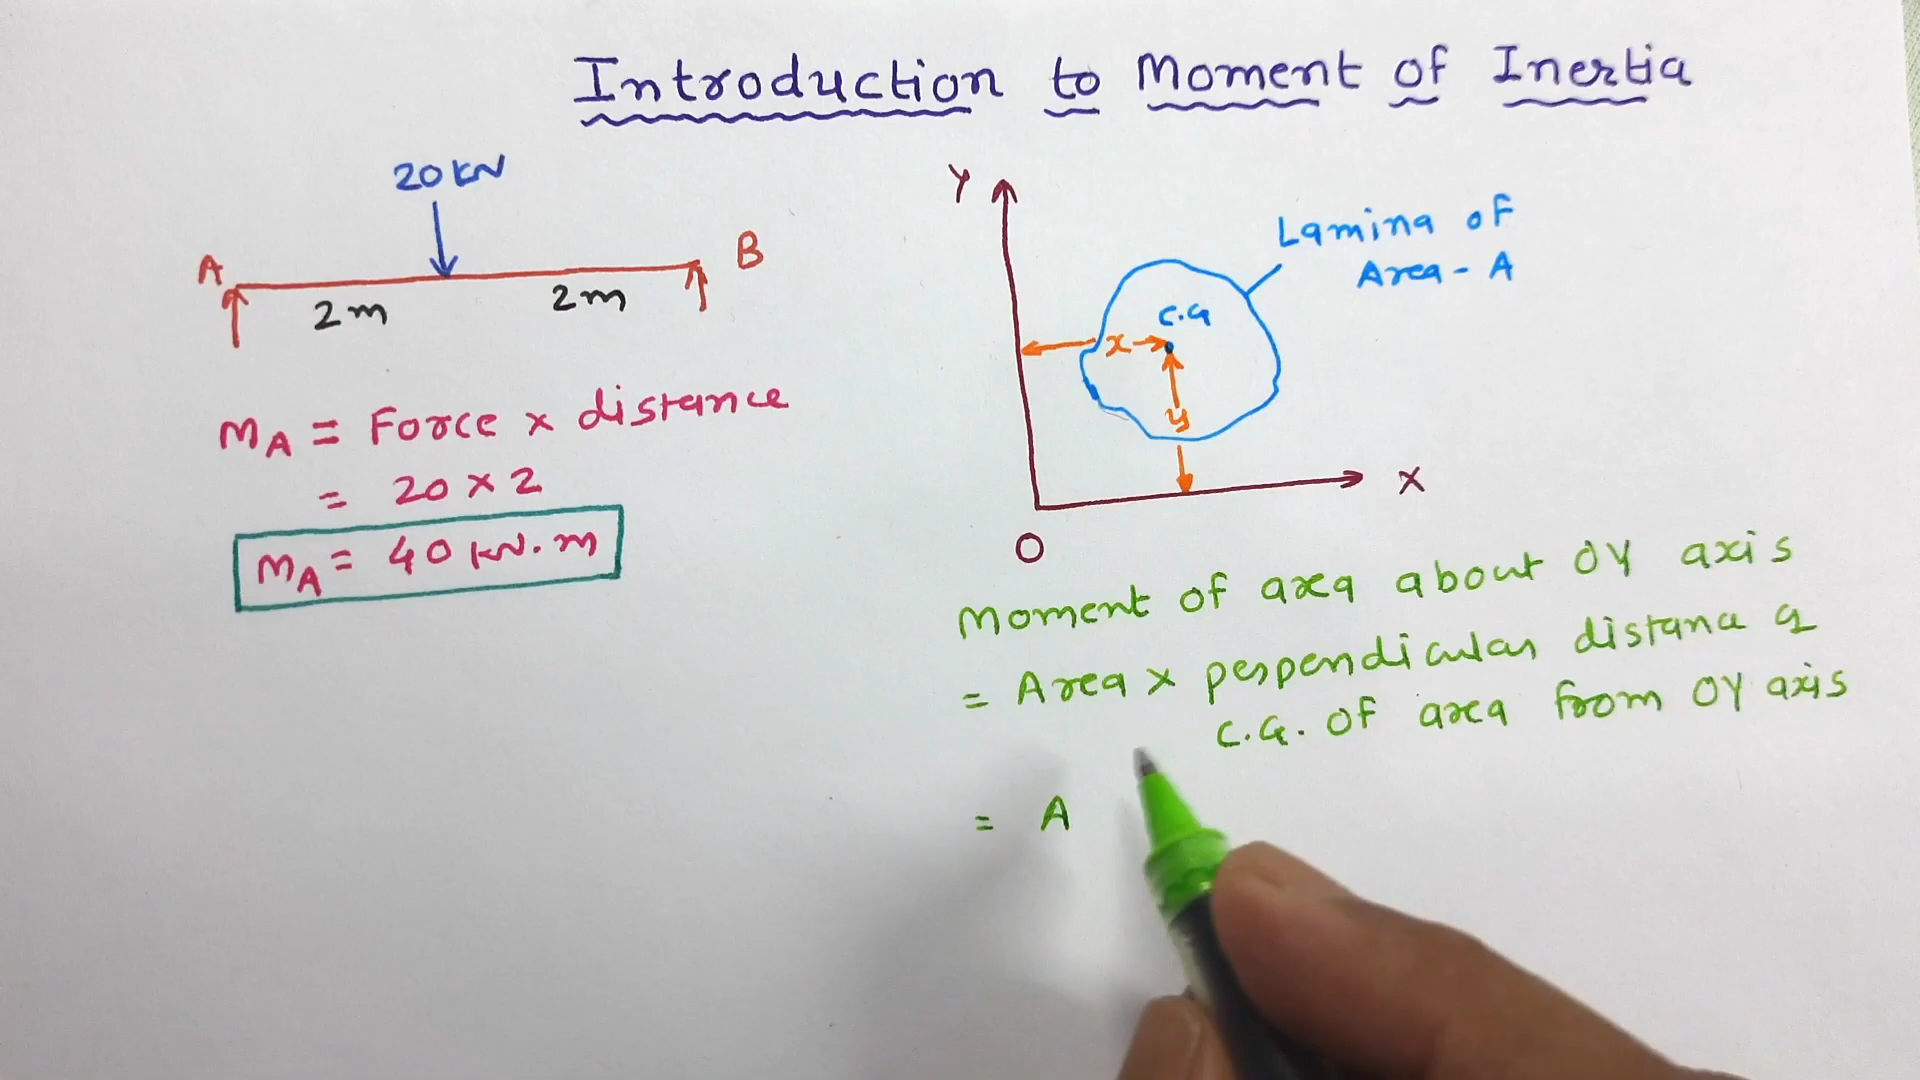 Introduction to Moment of Inertia
20 kN
A
B
2m
2m
MA = Force x distance
= 20 x 2
MA = 40 kN.m
Y
Lamina of
Area - A
C.G
x
y
X
O
Moment of area about OY axis
= Area x perpendicular distance of
C.G. of area from OY axis
= A